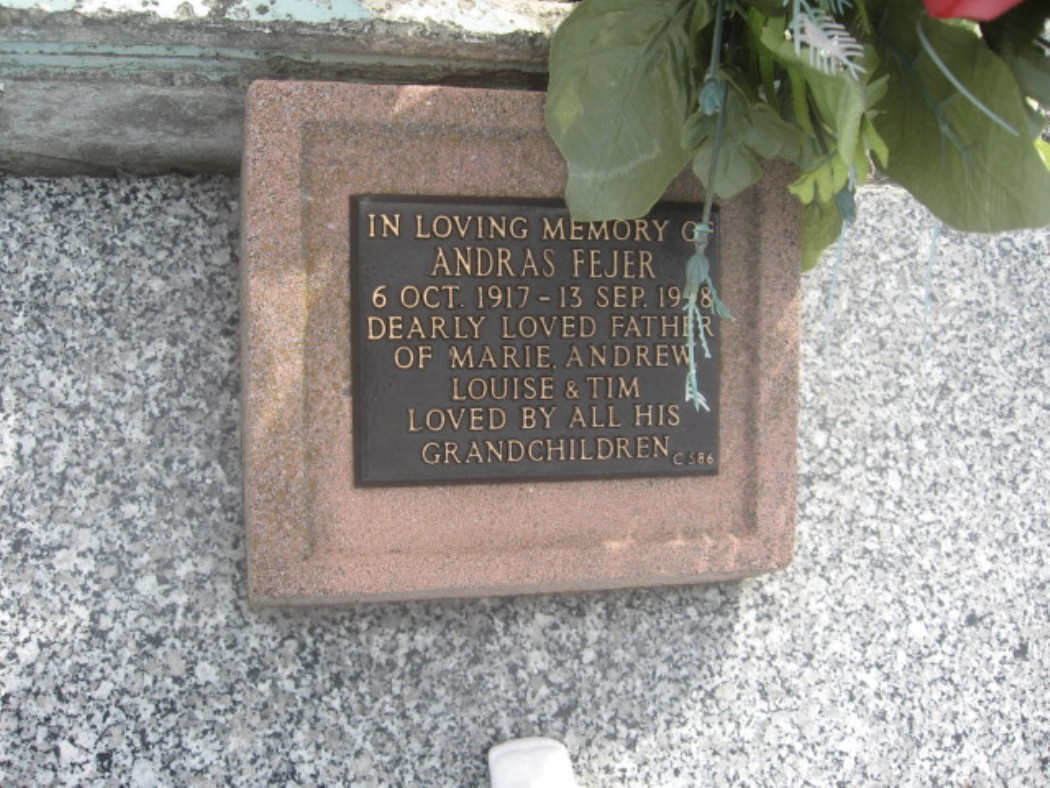 IN LOVING MEMORY OF
ANDRAS FEJER
6 OCT. 1917 - 13 SEP.
DEARLY LOVED FATHER
OF MARIE, ANDREW
LOUISE & TIM
LOVED BY ALL HIS
GRANDCHILDREN C586